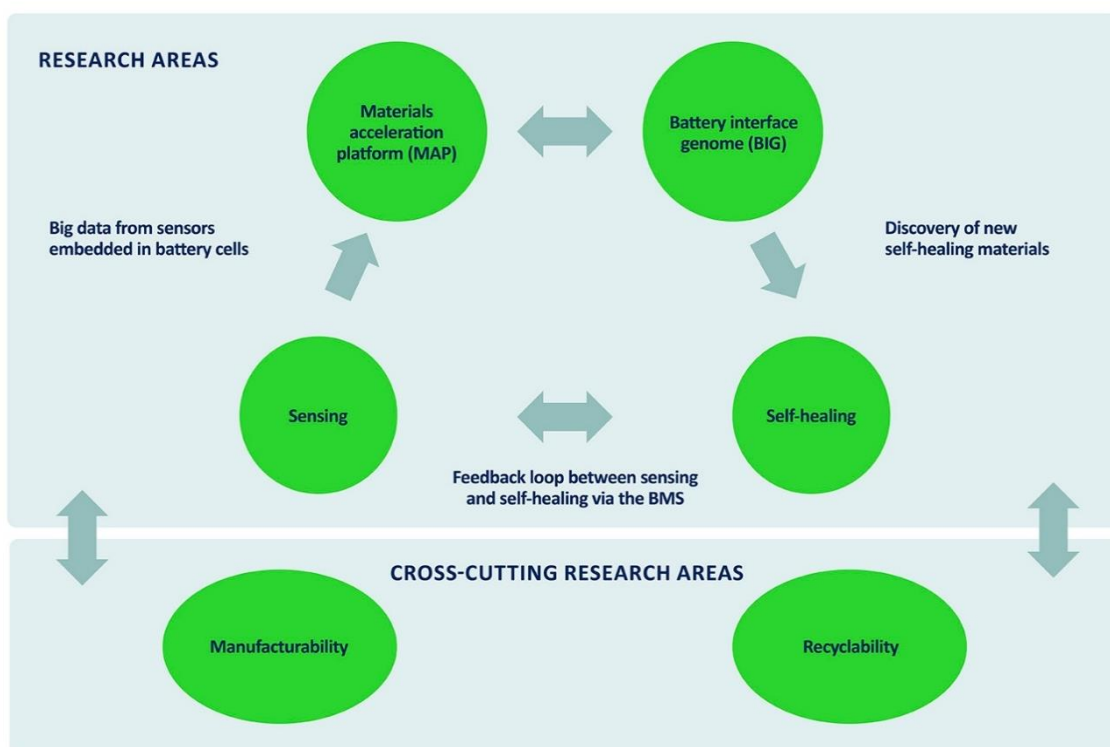 RESEARCH AREAS
Materials
acceleration
platform (MAP)
Battery interface
genome (BIG)
Big data from sensors
embedded in battery cells
Discovery of new
self-healing materials
Sensing
Self-healing
Feedback loop between sensing
and self-healing via the BMS
CROSS-CUTTING RESEARCH AREAS
Manufacturability
Recyclability